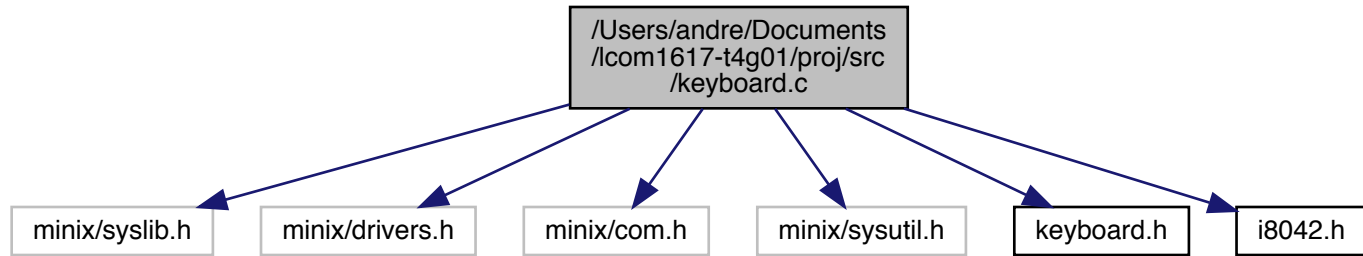 /Users/andre/Documents
/lcom1617-t4g01/proj/src
/keyboard.c
minix/syslib.h
minix/drivers.h
minix/com.h
minix/sysutil.h
keyboard.h
i8042.h